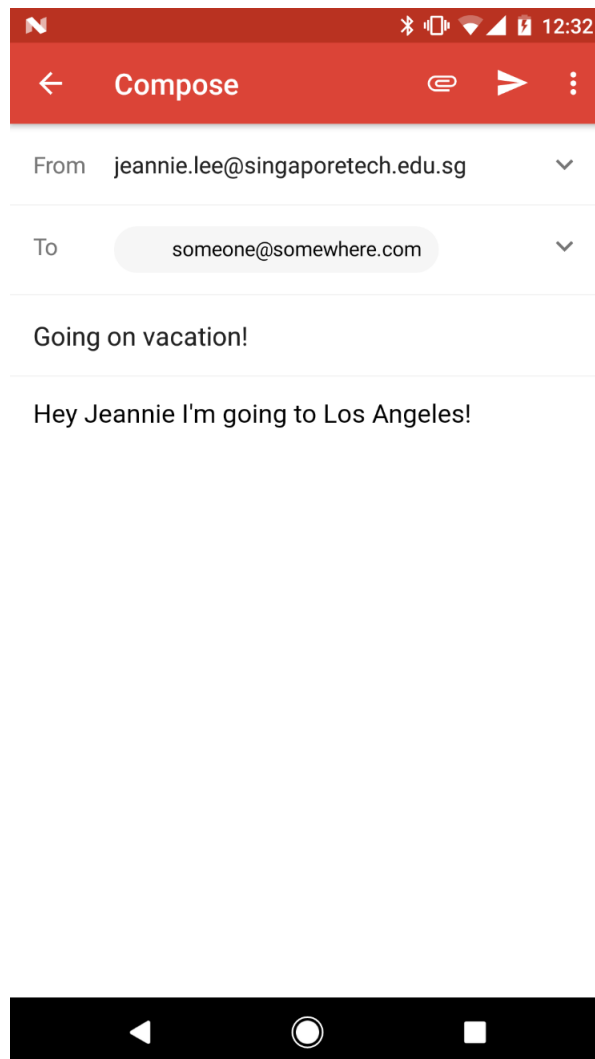 12:32
Compose
From jeannie.lee@singaporetech.edu.sg
To someone@somewhere.com
Going on vacation!
Hey Jeannie I'm going to Los Angeles!